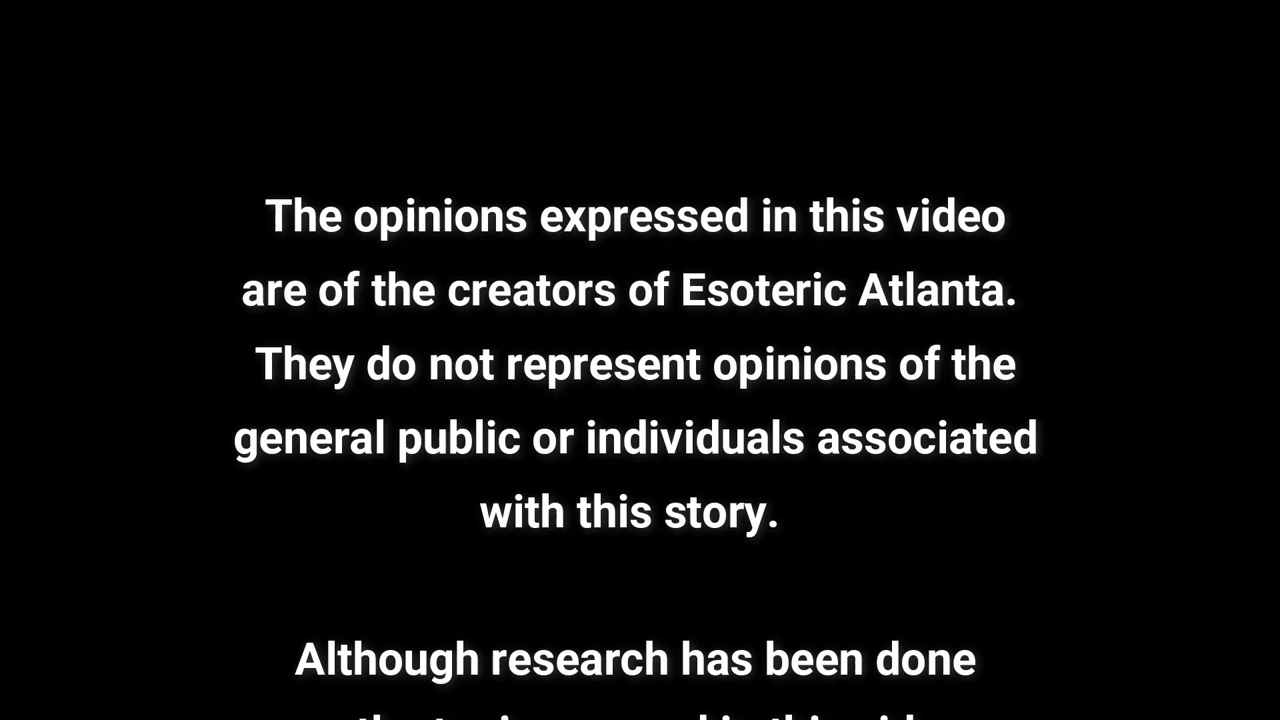 The opinions expressed in this video
are of the creators of Esoteric Atlanta.
They do not represent opinions of the
general public or individuals associated
with this story.
Although research has been done